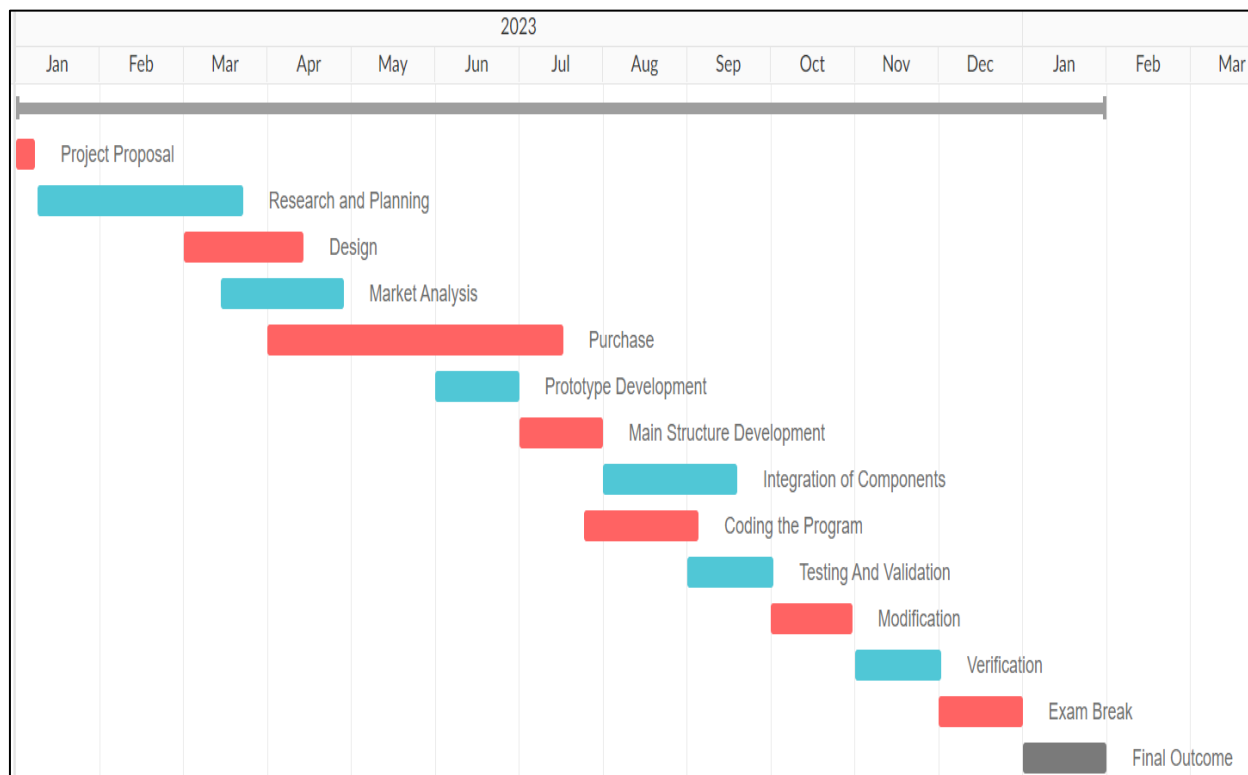 2023
Jan Feb Mar Apr May Jun Jul Aug Sep Oct Nov Dec Jan Feb Mar
Project Proposal
Research and Planning
Design
Market Analysis
Purchase
Prototype Development
Main Structure Development
Integration of Components
Coding the Program
Testing And Validation
Modification
Verification
Exam Break
Final Outcome